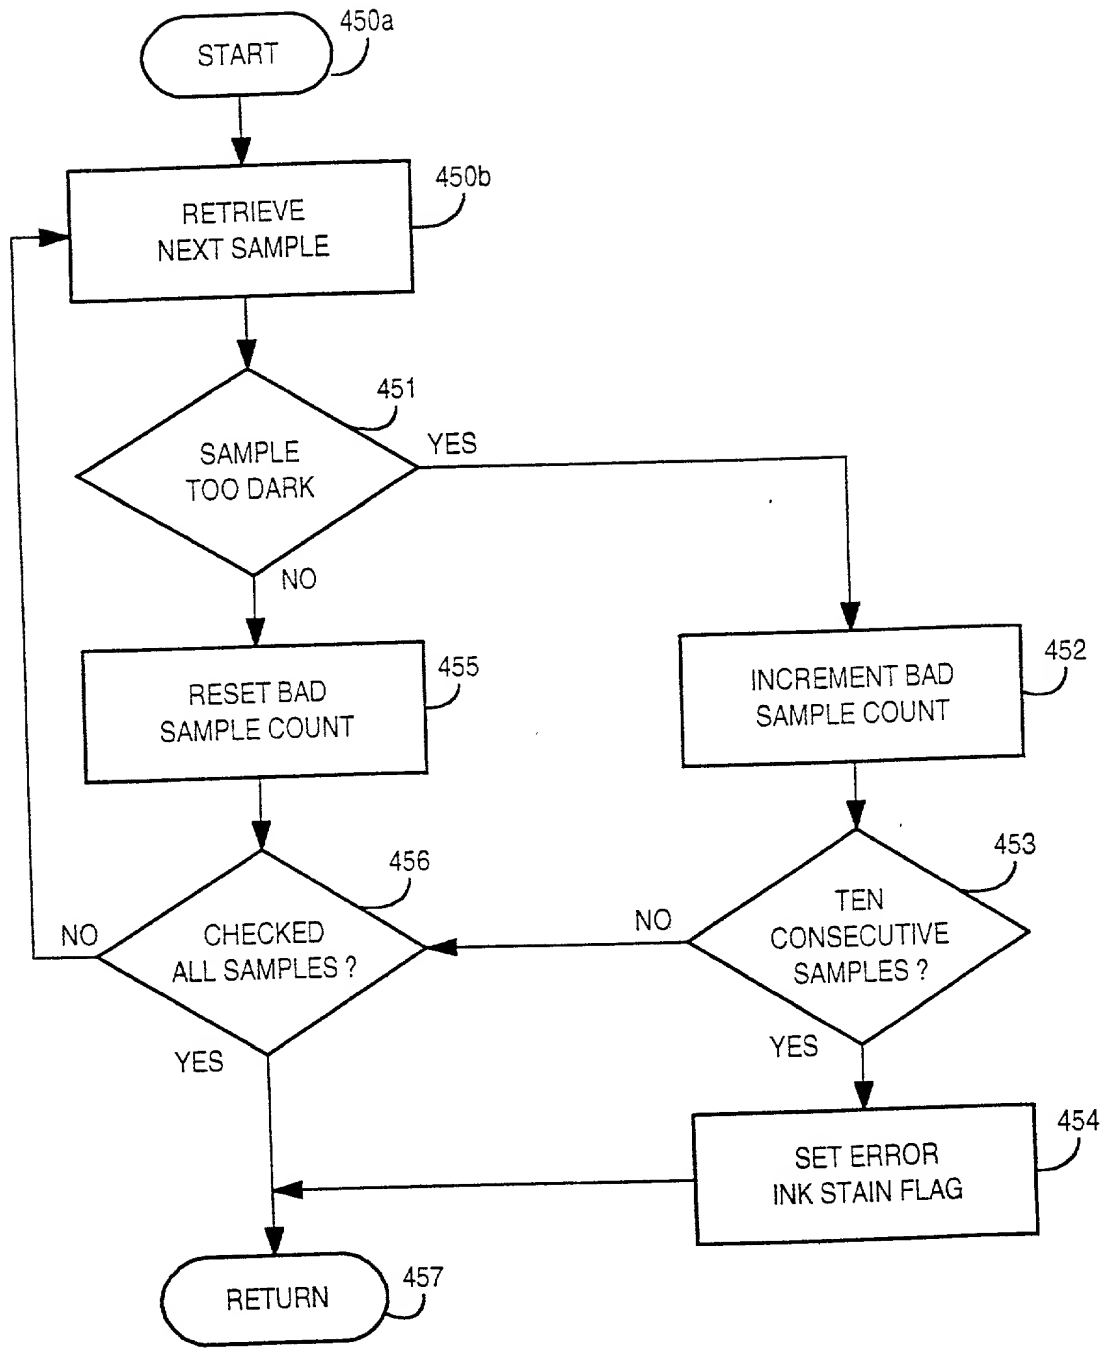 START
450a
RETRIEVE
NEXT SAMPLE
450b
SAMPLE
TOO DARK
451
YES
NO
RESET BAD
SAMPLE COUNT
455
INCREMENT BAD
SAMPLE COUNT
452
CHECKED
ALL SAMPLES ?
456
NO
YES
TEN
CONSECUTIVE
SAMPLES ?
453
NO
YES
SET ERROR
INK STAIN FLAG
454
RETURN
457